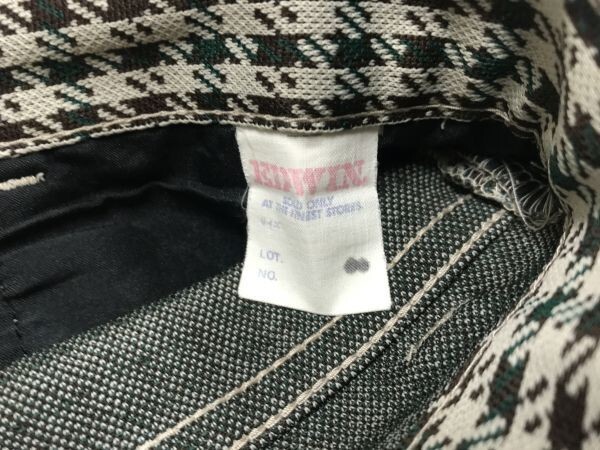 EDWIN.
SOLD ONLY
AT THE FINEST STORES.
LOT.
NO.